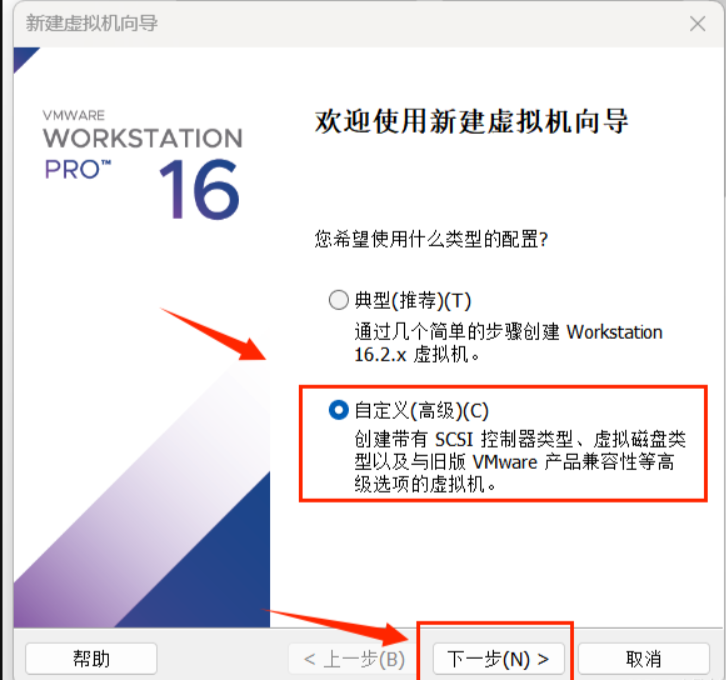 新建虚拟机向导
VMWARE
WORKSTATION
PRO™ 16
欢迎使用新建虚拟机向导
您希望使用什么类型的配置?
典型(推荐)(T)
通过几个简单的步骤创建 Workstation
16.2.x 虚拟机。
自定义(高级)(C)
创建带有 SCSI 控制器类型、虚拟磁盘类
型以及与旧版 VMware 产品兼容性等高
级选项的虚拟机。
帮助
< 上一步(B)
下一步(N) >
取消